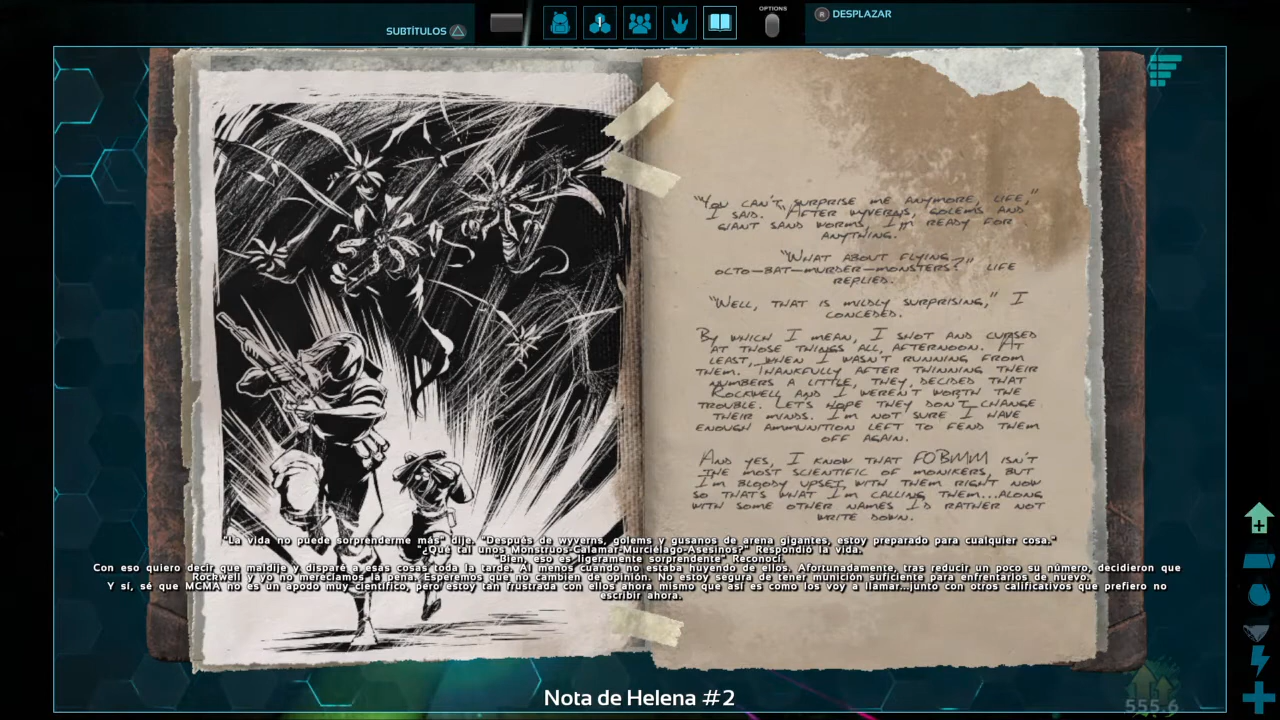 SUBTÍTULOS
1
OPTIONS
R DESPLAZAR
"YOU CAN'T SURPRISE ME ANYMORE, LIFE,"
I SAID. "AFTER WYVERNS, GOLEMS AND
GIANT SAND WORMS, I'M READY FOR
ANYTHING.
"WHAT ABOUT FLYING
OCTO-BAT-MURDER-MONSTERS?" LIFE
REPLIED.
"WELL, THAT IS MILDLY SURPRISING," I
CONCEDED.
BY WHICH I MEAN, I SHOT AND CURSED
AT THOSE THINGS ALL AFTERNOON. AT
LEAST, WHEN I WASN'T RUNNING FROM
THEM. THANKFULLY AFTER THINNING THEIR
NUMBERS A LITTLE, THEY DECIDED THAT
ROCKWELL AND I WEREN'T WORTH THE
TROUBLE. LET'S HOPE THEY DON'T CHANGE
THEIR MINDS. I'M NOT SURE I HAVE
ENOUGH AMMUNITION LEFT TO FEND THEM
OFF AGAIN.
AND YES, I KNOW THAT FOBMM ISN'T
THE MOST SCIENTIFIC OF MONIKERS, BUT
I'M BLOODY UPSET WITH THEM RIGHT NOW
SO THAT'S WHAT I'M CALLING THEM...ALONG
WITH SOME OTHER NAMES I'D RATHER NOT
WRITE DOWN.
"La vida no puede sorprenderme más" dije. "Después de wyverns, golems y gusanos de arena gigantes, estoy preparado para cualquier cosa."
"¿Qué tal unos Monstruos-Calamar-Murciélago-Asesinos?" Respondió la vida.
"Bien, eso es ligeramente sorprendente" Reconocí.
Con eso quiero decir que maldije y disparé a esas cosas toda la tarde. Al menos cuando no estaba huyendo de ellos. Afortunadamente, tras reducir un poco su número, decidieron que
Rockwell y yo no merecíamos la pena. Esperemos que no cambien de opinión. No estoy segura de tener munición suficiente para enfrentarlos de nuevo.
Y sí, sé que MCMA no es un apodo muy científico, pero estoy tan frustrada con ellos ahora mismo que así es como los voy a llamar...junto con otros calificativos que prefiero no
escribir ahora.
Nota de Helena #2
555.6